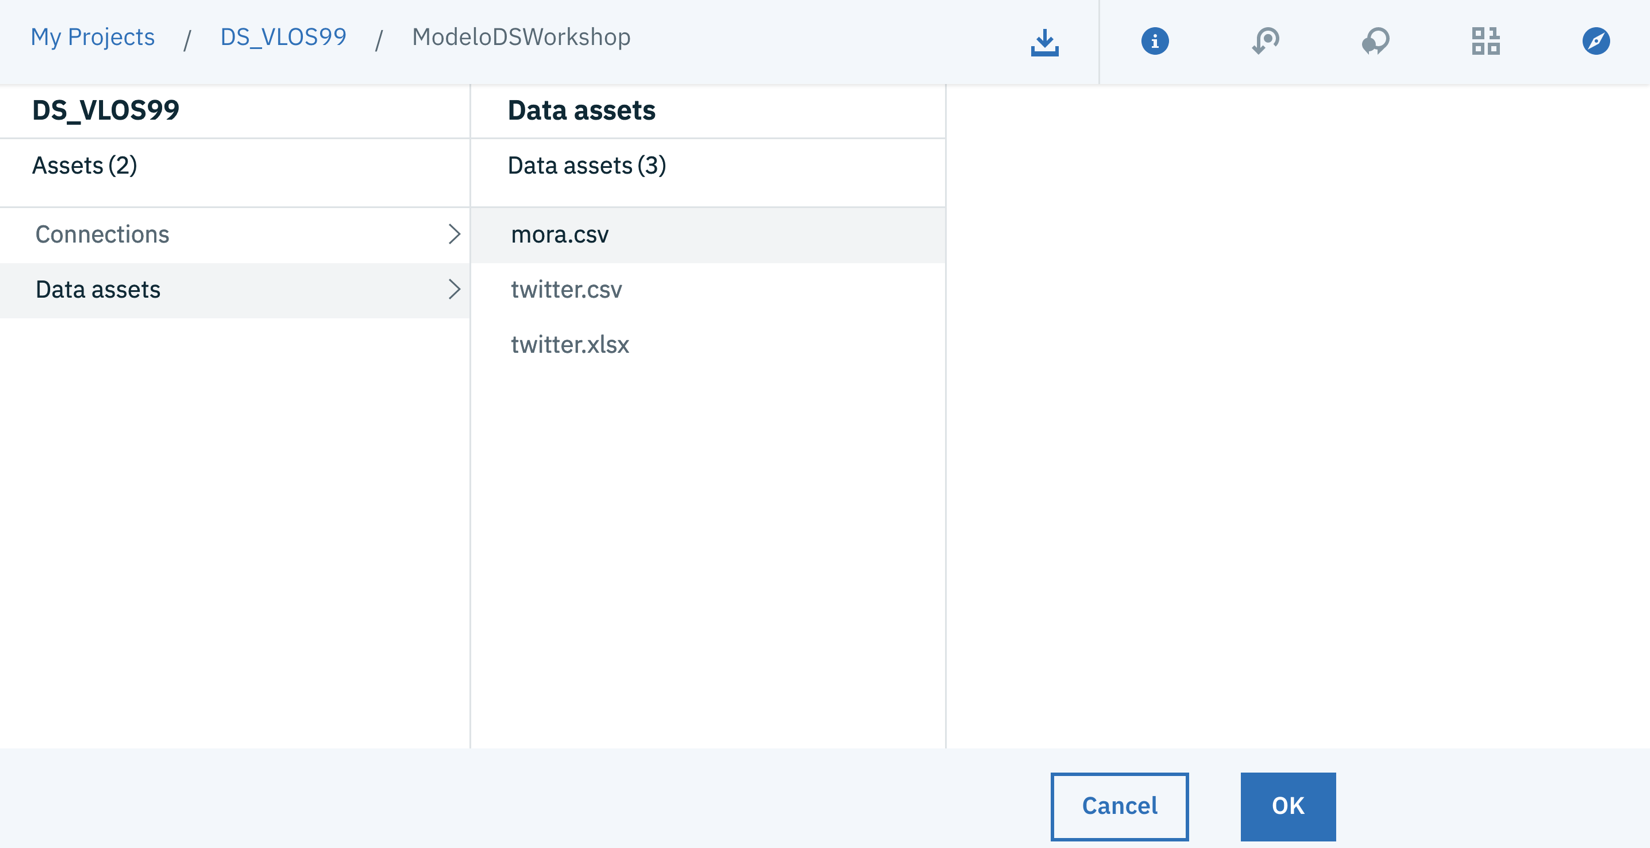 My Projects / DS_VLOS99 / ModeloDSWorkshop
DS_VLOS99
Assets (2)
Connections
Data assets
Data assets
Data assets (3)
mora.csv
twitter.csv
twitter.xlsx
Cancel
OK